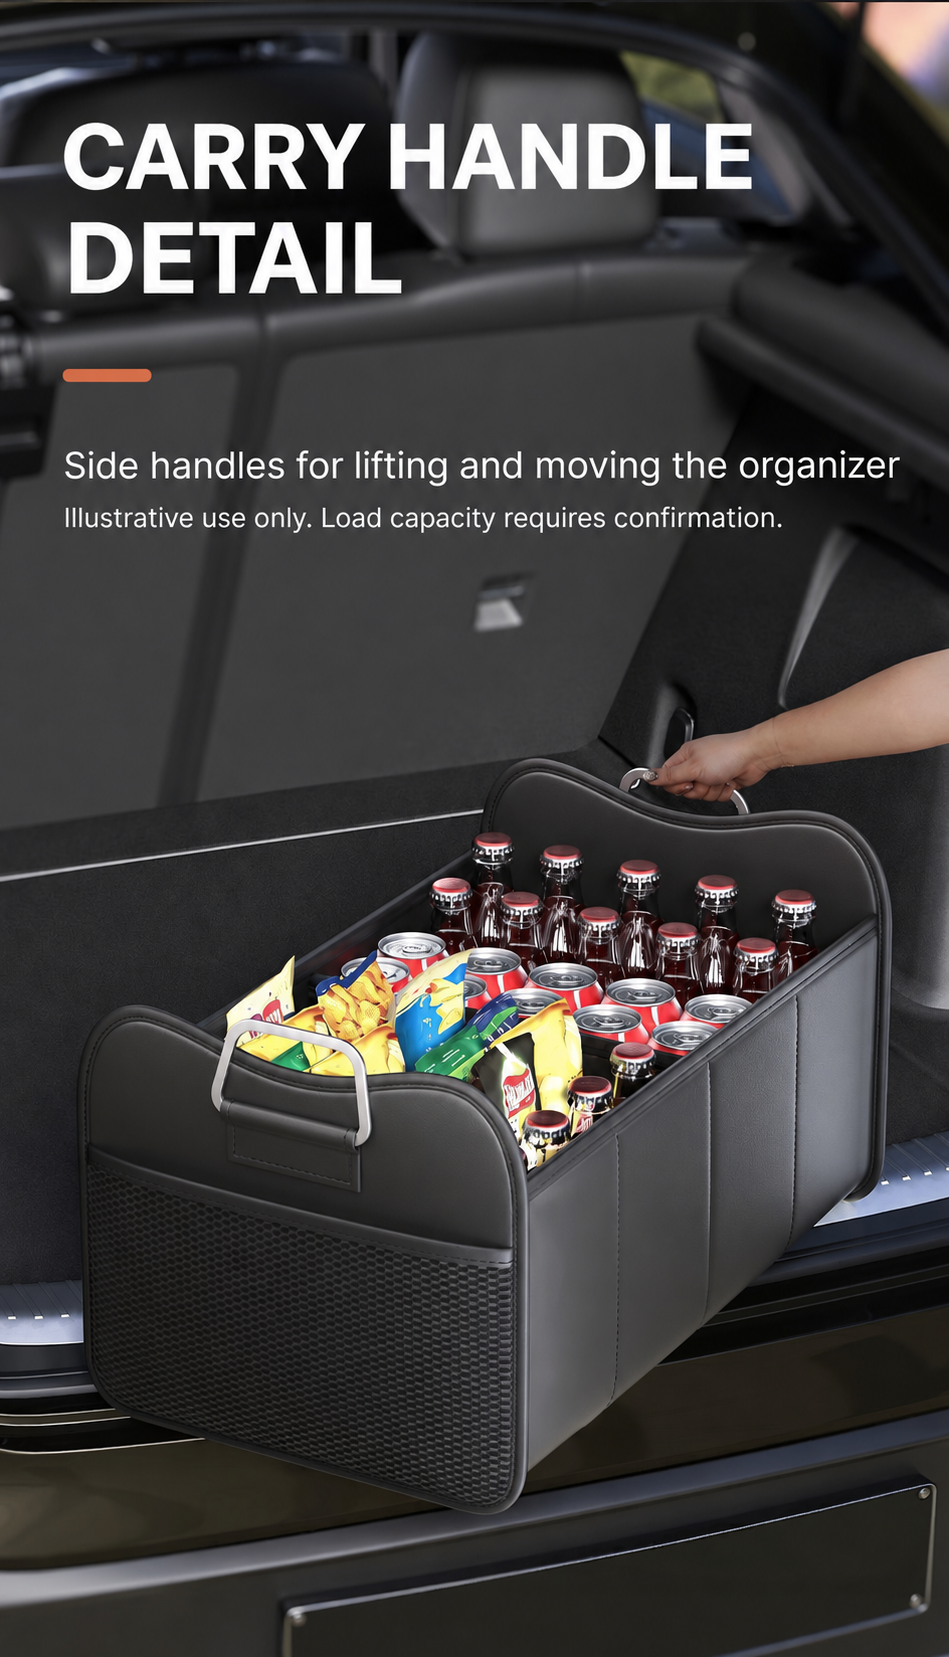 CARRY HANDLE
DETAIL
Side handles for lifting and moving the organizer
Illustrative use only. Load capacity requires confirmation.